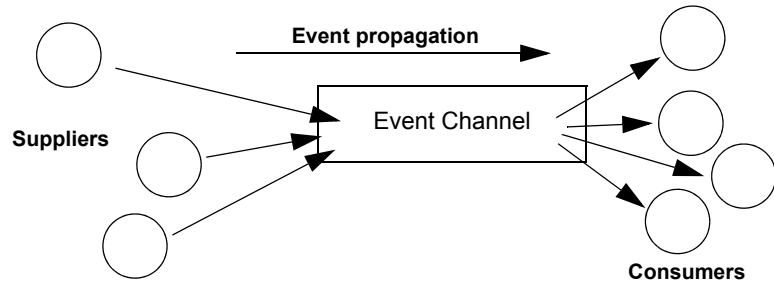 Event propagation
Event Channel
Suppliers
Consumers